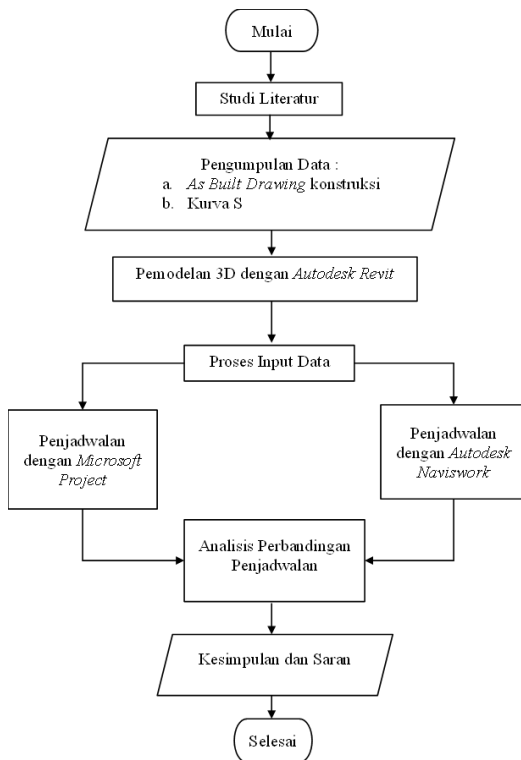 Mulai
Studi Literatur
Pengumpulan Data :
a. As Built Drawing konstruksi
b. Kurva S
Pemodelan 3D dengan Autodesk Revit
Proses Input Data
Penjadwalan
dengan Microsoft
Project
Penjadwalan
dengan Autodesk
Naviswork
Analisis Perbandingan
Penjadwalan
Kesimpulan dan Saran
Selesai